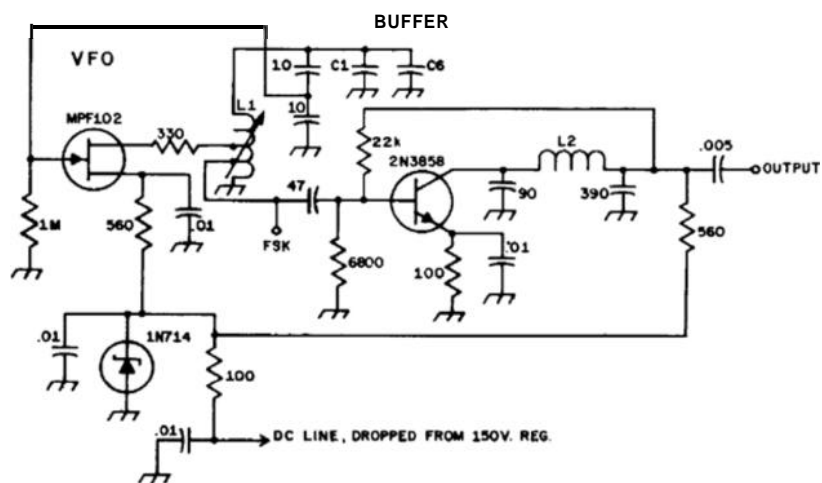 BUFFER
VFO
10
C1
C6
MPF102
L1
10
330
22k
2N3858
L2
.005
OUTPUT
47
90
390
1M
560
.01
FSK
6800
100
.01
560
.01
1N714
100
.01
DC LINE, DROPPED FROM 150V. REG.